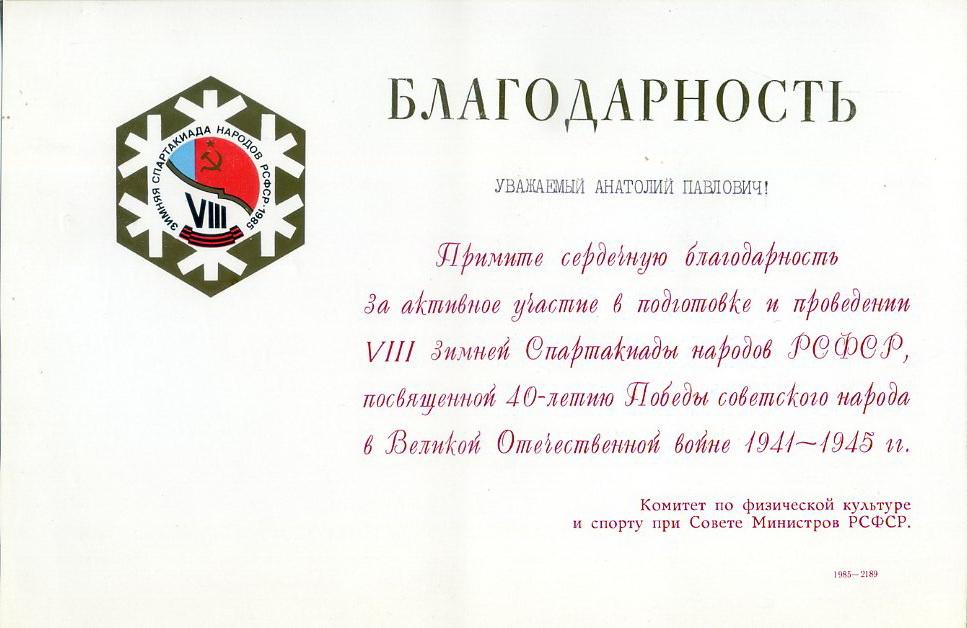 БЛАГОДАРНОСТЬ
ЗИМНЯЯ СПАРТАКИАДА НАРОДОВ РСФСР·1985
VIII
УВАЖАЕМЫЙ АНАТОЛИЙ ПАВЛОВИЧ!
Примите сердечную благодарность
за активное участие в подготовке и проведении
VIII Зимней Спартакиады народов РСФСР,
посвященной 40-летию Победы советского народа
в Великой Отечественной войне 1941—1945 гг.
Комитет по физической культуре
и спорту при Совете Министров РСФСР.
1985—2189